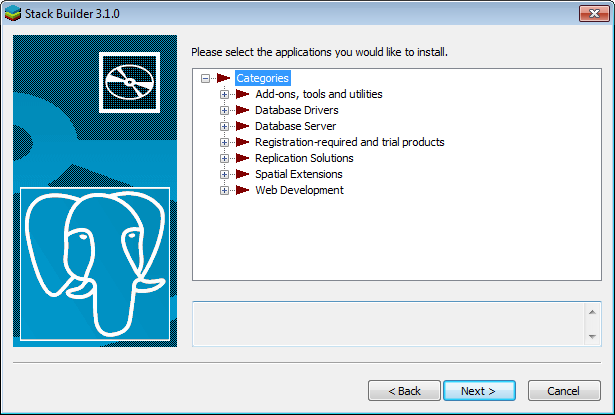 Stack Builder 3.1.0
Please select the applications you would like to install.
Categories
Add-ons, tools and utilities
Database Drivers
Database Server
Registration-required and trial products
Replication Solutions
Spatial Extensions
Web Development
< Back
Next >
Cancel